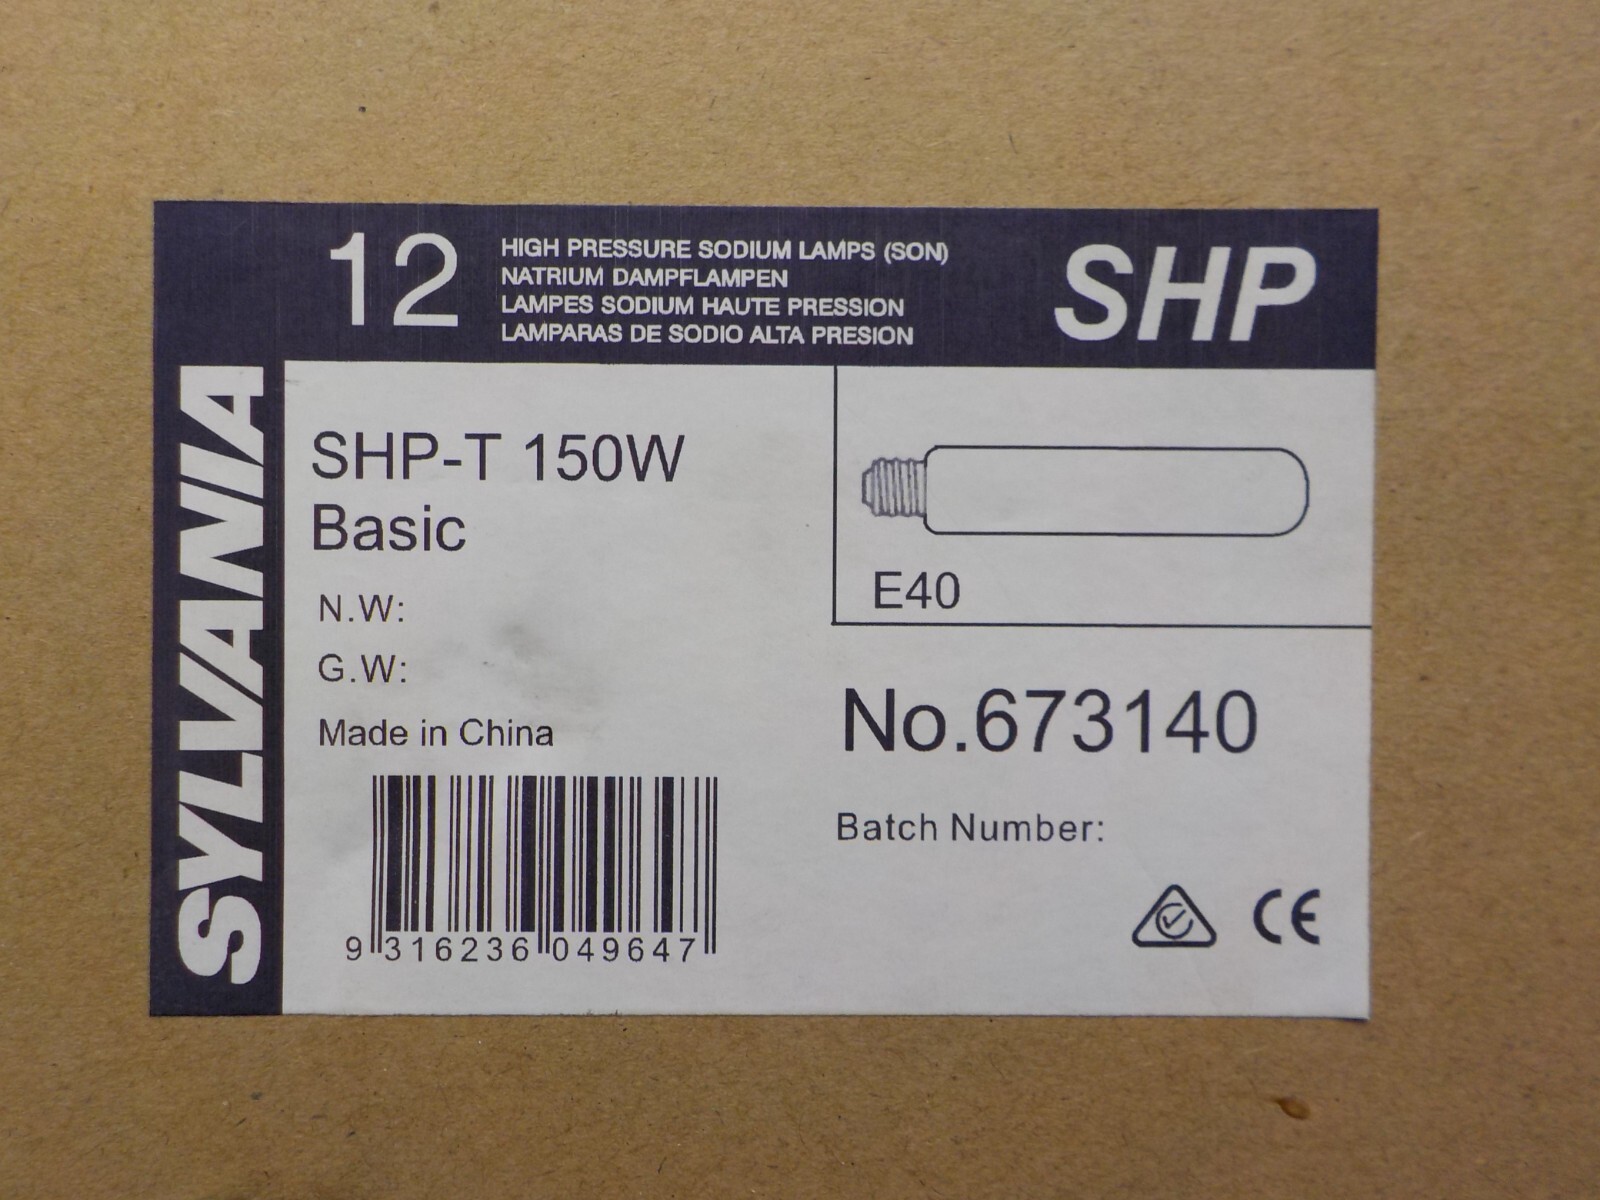 12
HIGH PRESSURE SODIUM LAMPS (SON)
NATRIUM DAMPFLAMPEN
LAMPES SODIUM HAUTE PRESSION
LAMPARAS DE SODIO ALTA PRESION
SHP
SYLVANIA
SHP-T 150W
Basic
N.W:
G.W:
Made in China
9 316236 049647
E40
No.673140
Batch Number:
CE